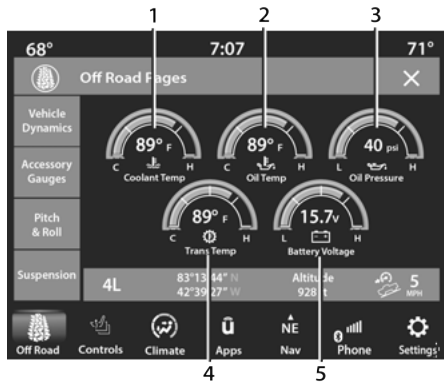 1 2 3
68° 7:07 71°
Off Road Pages
Vehicle
Dynamics
Accessory
Gauges
Pitch
& Roll
Suspension
89° F
C H
Coolant Temp
89° F
C H
Oil Temp
40 psi
L H
Oil Pressure
89° F
C H
Trans Temp
15.7v
L H
Battery Voltage
4L
83°13'44" N
42°39'27" W
Altitude
928 ft
5
MPH
Off Road Controls Climate Apps Nav Phone Settings
û
NE
4 5